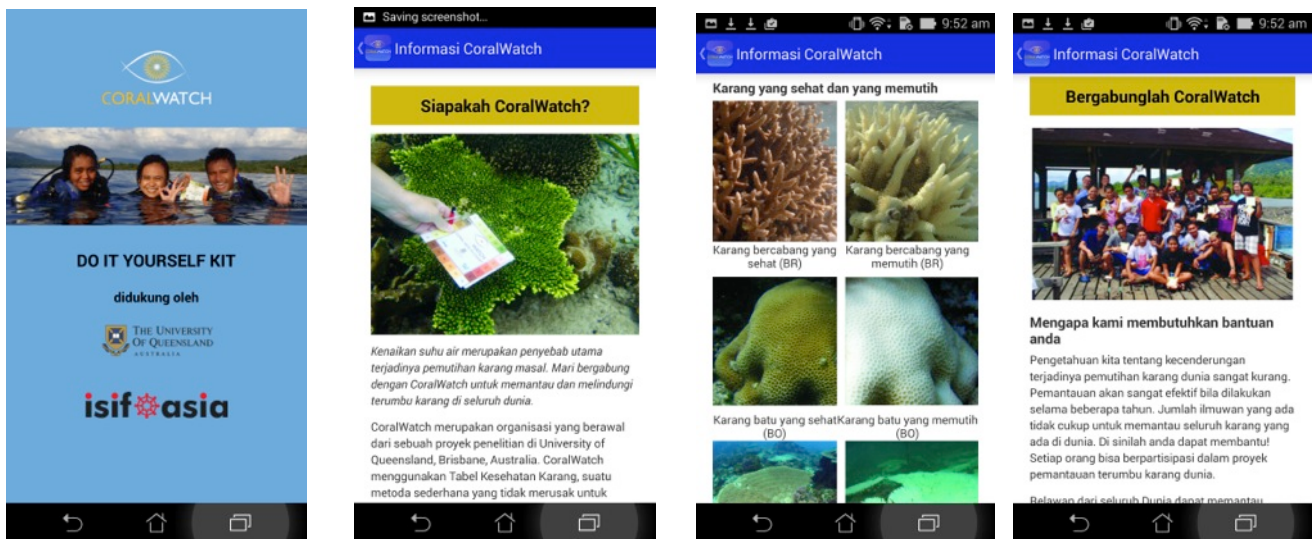 CORALWATCH
DO IT YOURSELF KIT
didukung oleh
THE UNIVERSITY
OF QUEENSLAND
AUSTRALIA
isif asia
Saving screenshot...
Informasi CoralWatch
Siapakah CoralWatch?
Kenaikan suhu air merupakan penyebab utama
terjadinya pemutihan karang masal. Mari bergabung
dengan CoralWatch untuk memantau dan melindungi
terumbu karang di seluruh dunia.
CoralWatch merupakan organisasi yang berawal
dari sebuah proyek penelitian di University of
Queensland, Brisbane, Australia. CoralWatch
menggunakan Tabel Kesehatan Karang, suatu
metoda sederhana yang tidak merusak untuk
9:52 am
Informasi CoralWatch
Karang yang sehat dan yang memutih
Karang bercabang yang
sehat (BR)
Karang bercabang yang
memutih (BR)
Karang batu yang sehat
(BO)
Karang batu yang memutih
(BO)
9:52 am
Informasi CoralWatch
Bergabunglah CoralWatch
Mengapa kami membutuhkan bantuan
anda
Pengetahuan kita tentang kecenderungan
terjadinya pemutihan karang dunia sangat kurang.
Pemantauan akan sangat efektif bila dilakukan
selama beberapa tahun. Jumlah ilmuwan yang ada
tidak cukup untuk memantau seluruh karang yang
ada di dunia. Di sinilah anda dapat membantu!
Setiap orang bisa berpartisipasi dalam proyek
pemantauan terumbu karang dunia.
Relawan dari seluruh Dunia dapat memantau